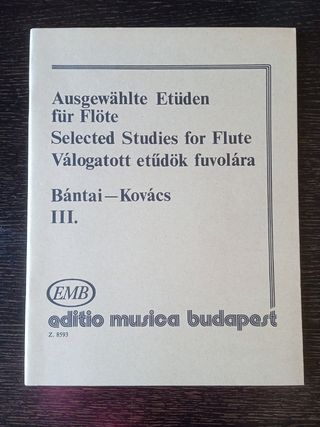 Ausgewählte Etüden
für Flöte
Selected Studies for Flute
Válogatott etűdök fuvolára
Bántai–Kovács
III.
EMB
editio musica budapest
Z. 8593